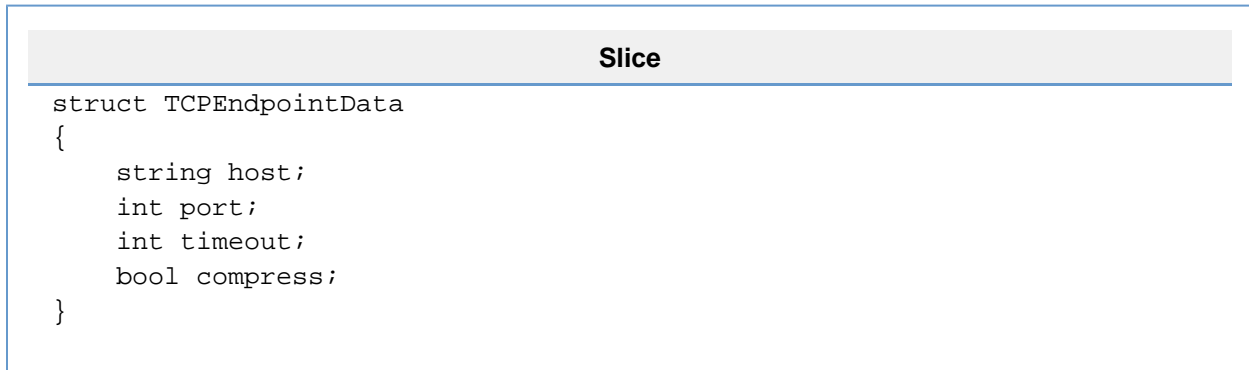 Slice
struct TCPEndpointData
{
    string host;
    int port;
    int timeout;
    bool compress;
}